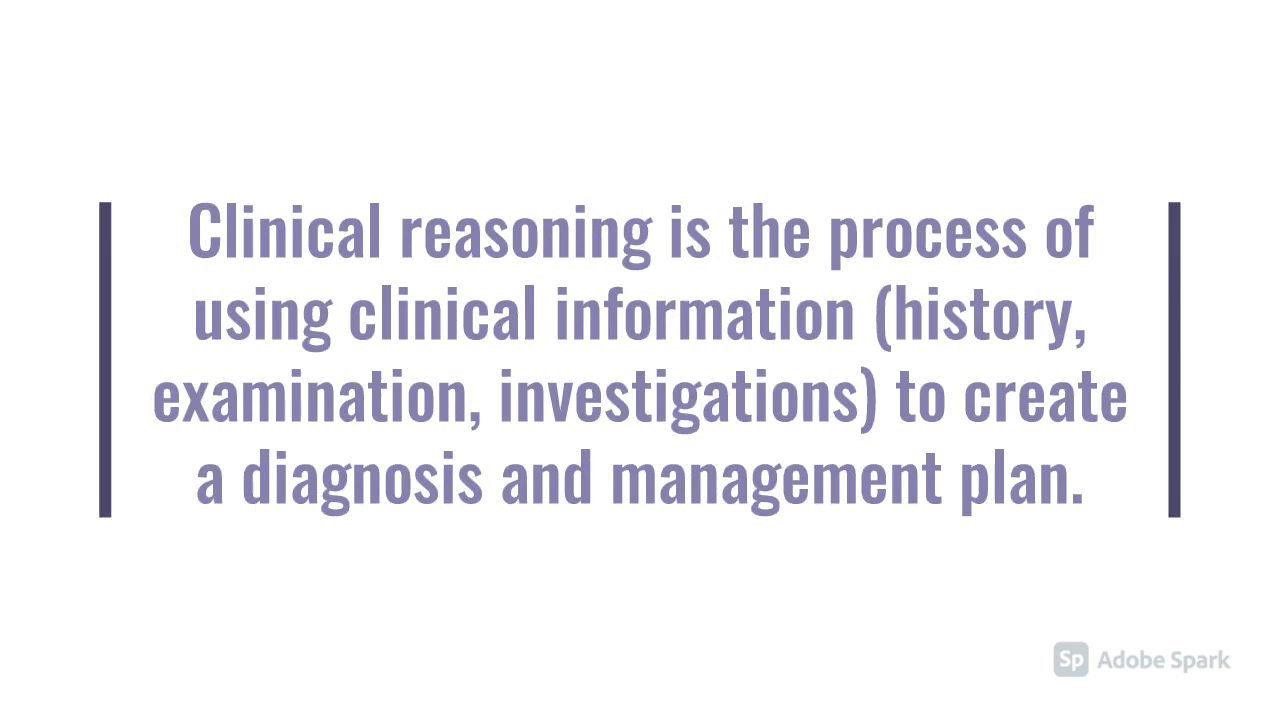 Clinical reasoning is the process of
using clinical information (history,
examination, investigations) to create
a diagnosis and management plan.
Sp Adobe Spark